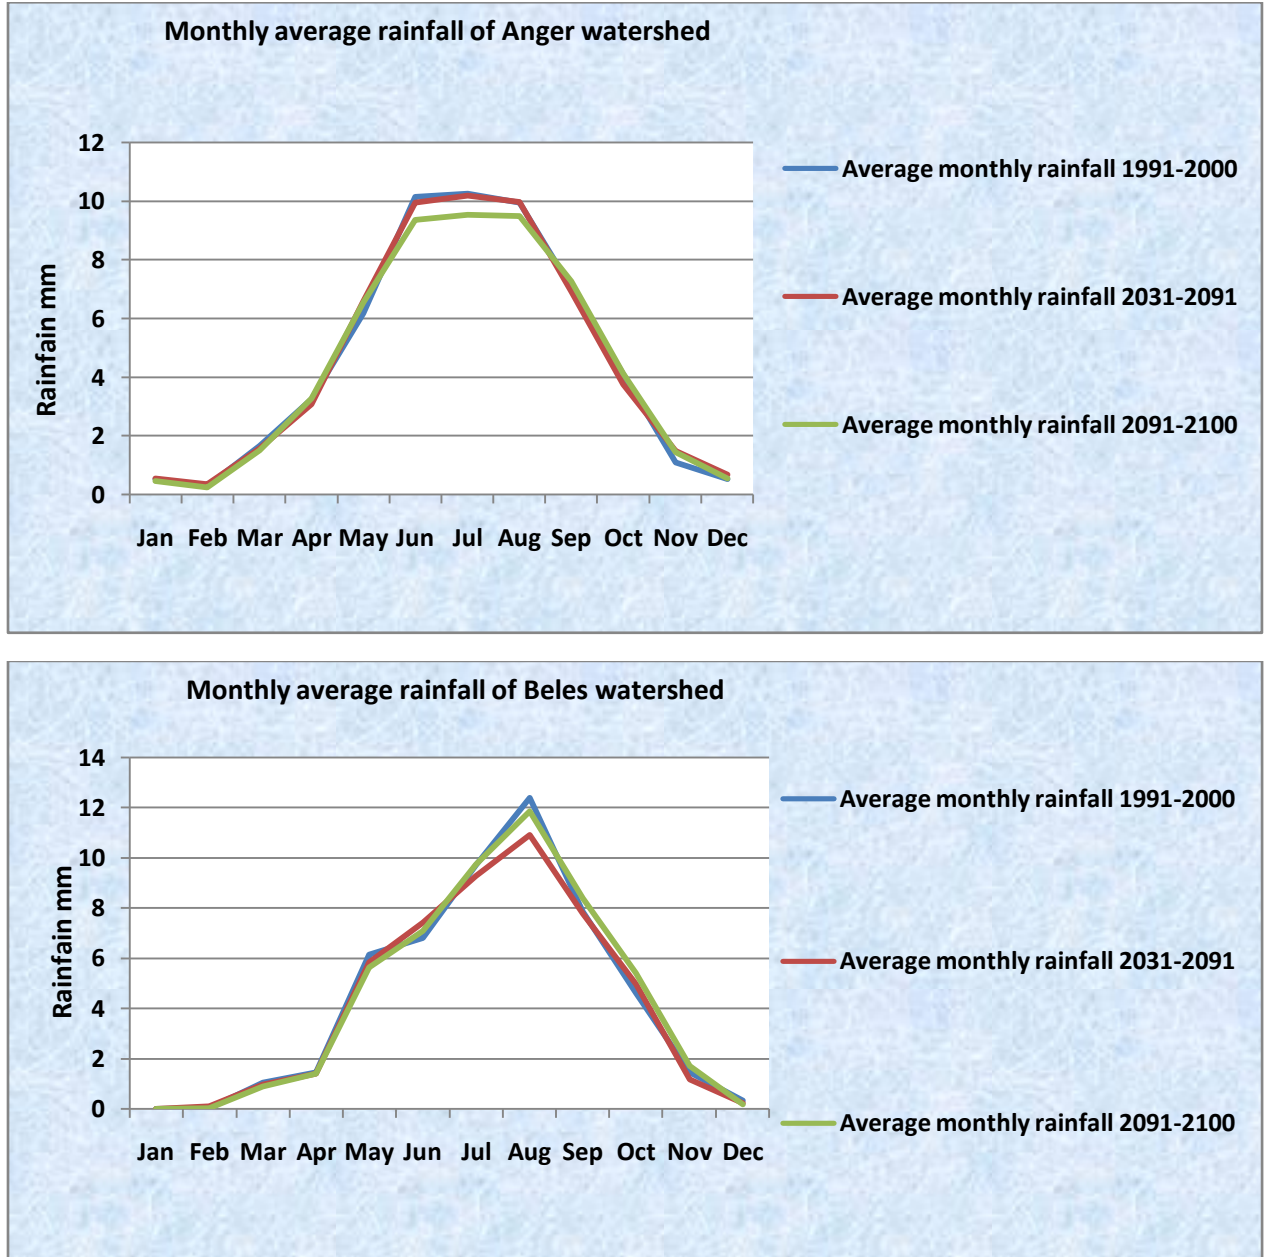 Monthly average rainfall of Anger watershed
12
10
8
6
4
2
0
Rainfain mm
Jan Feb Mar Apr May Jun Jul Aug Sep Oct Nov Dec
Average monthly rainfall 1991-2000
Average monthly rainfall 2031-2091
Average monthly rainfall 2091-2100
Monthly average rainfall of Beles watershed
14
12
10
8
6
4
2
0
Rainfain mm
Jan Feb Mar Apr May Jun Jul Aug Sep Oct Nov Dec
Average monthly rainfall 1991-2000
Average monthly rainfall 2031-2091
Average monthly rainfall 2091-2100